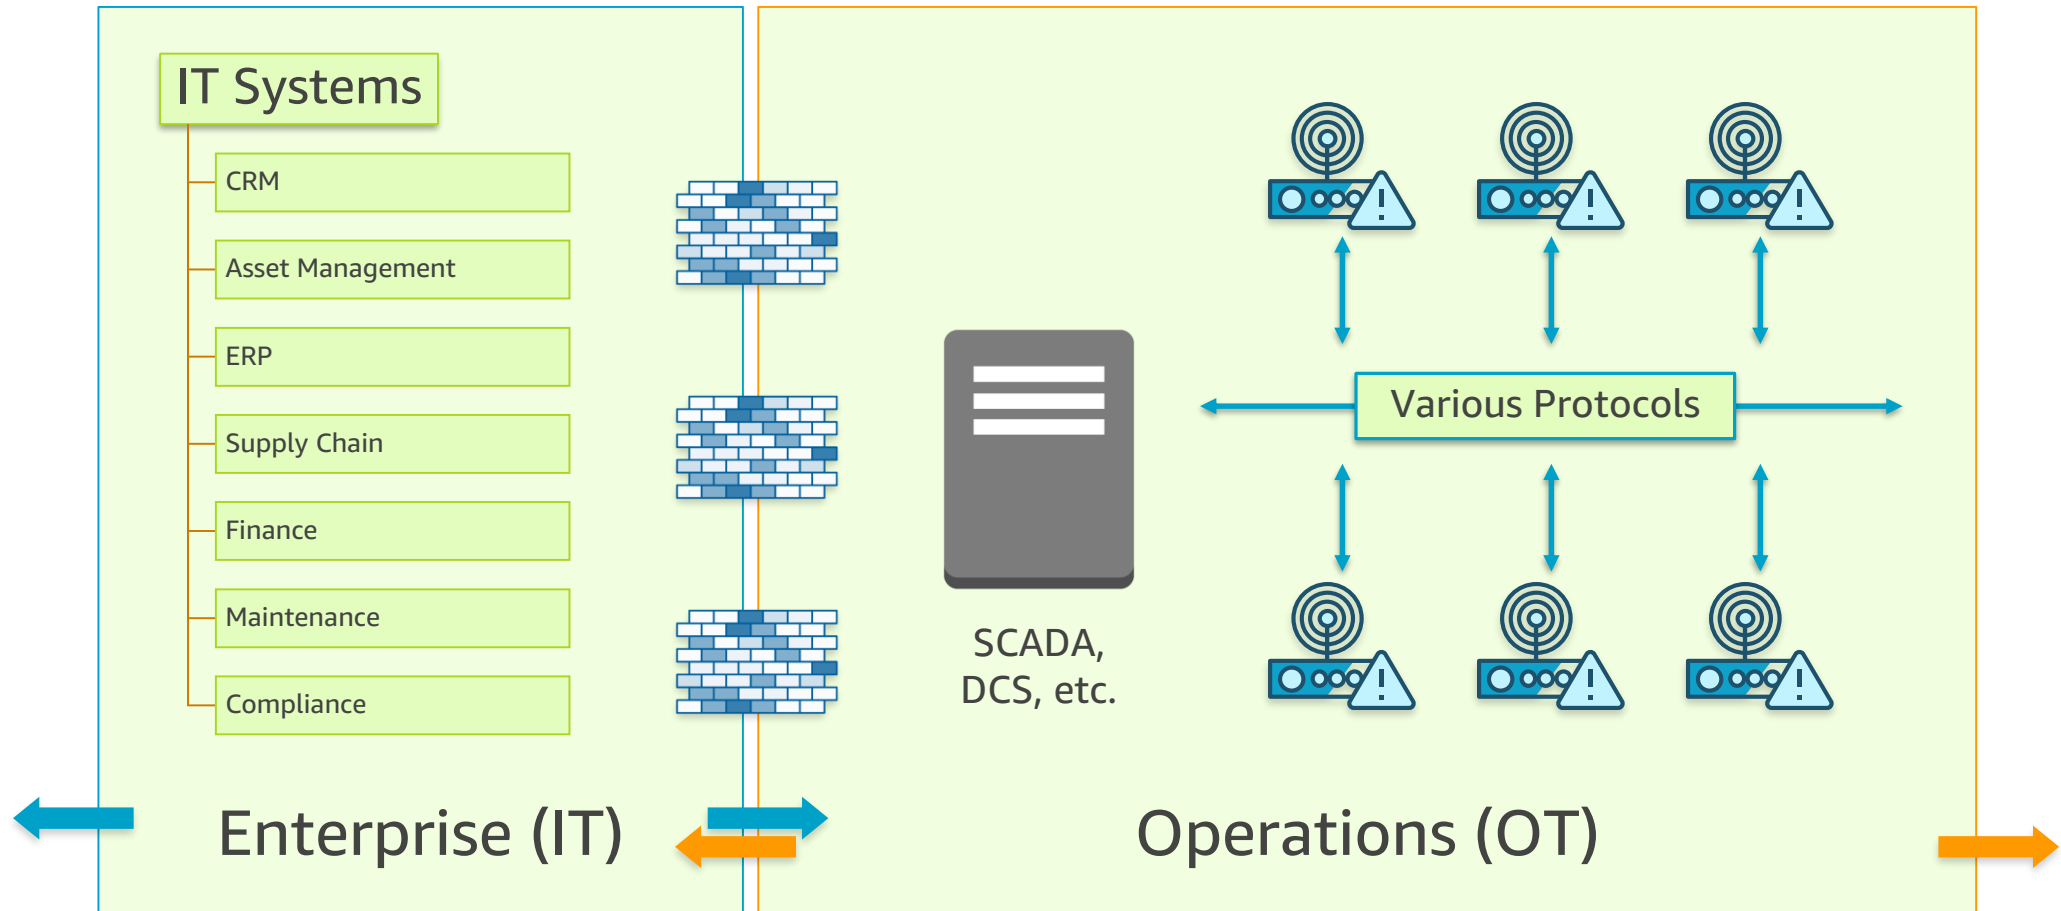 IT Systems
CRM
Asset Management
ERP
Supply Chain
Finance
Maintenance
Compliance
Enterprise (IT)
SCADA,
DCS, etc.
Various Protocols
Operations (OT)